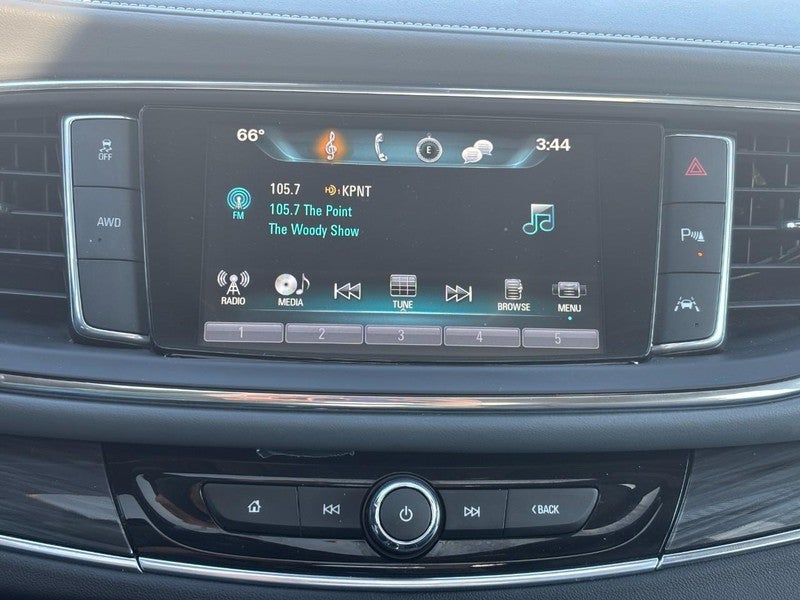 66° 3:44
E
OFF
105.7 HD1 KPNT
FM
105.7 The Point
AWD
The Woody Show
P
RADIO MEDIA TUNE BROWSE MENU
1 2 3 4 5
< BACK